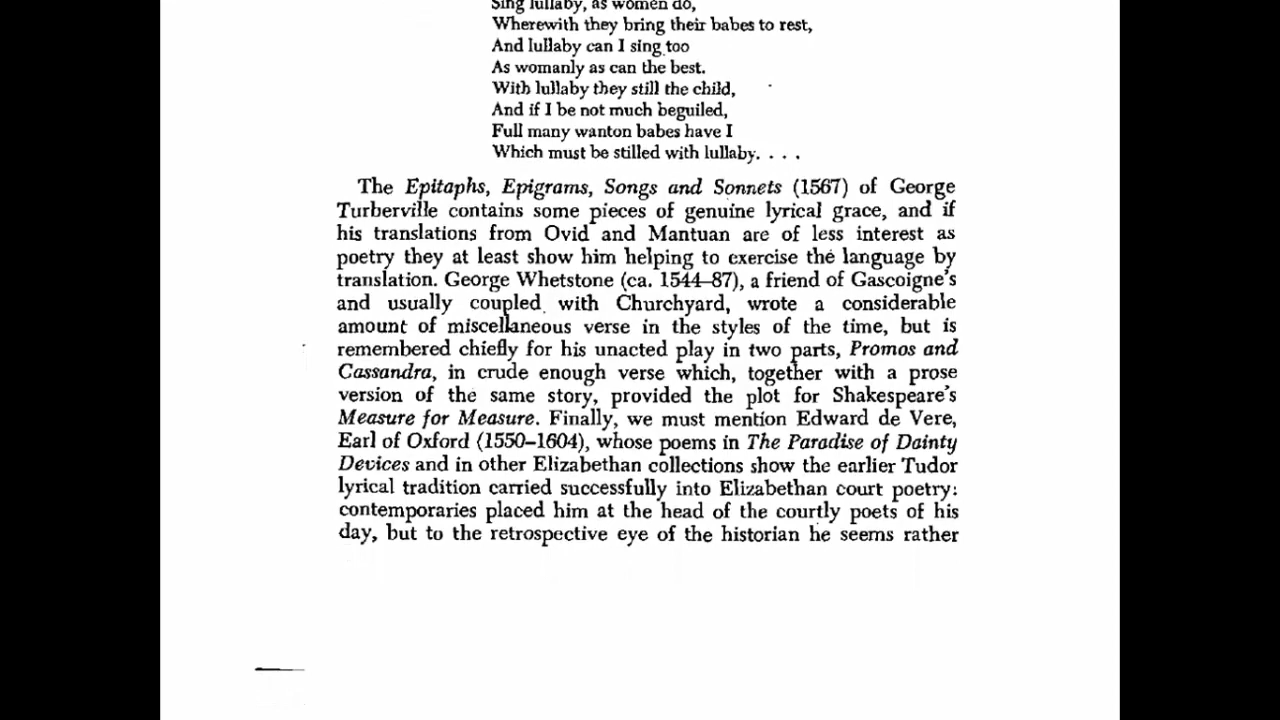 Sing lullaby, as women do,
Wherewith they bring their babes to rest,
And lullaby can I sing too
As womanly as can the best.
With lullaby they still the child,
And if I be not much beguiled,
Full many wanton babes have I
Which must be stilled with lullaby. . . .
The Epitaphs, Epigrams, Songs and Sonnets (1567) of George
Turberville contains some pieces of genuine lyrical grace, and if
his translations from Ovid and Mantuan are of less interest as
poetry they at least show him helping to exercise the language by
translation. George Whetstone (ca. 1544–87), a friend of Gascoigne's
and usually coupled with Churchyard, wrote a considerable
amount of miscellaneous verse in the styles of the time, but is
remembered chiefly for his unacted play in two parts, Promos and
Cassandra, in crude enough verse which, together with a prose
version of the same story, provided the plot for Shakespeare's
Measure for Measure. Finally, we must mention Edward de Vere,
Earl of Oxford (1550–1604), whose poems in The Paradise of Dainty
Devices and in other Elizabethan collections show the earlier Tudor
lyrical tradition carried successfully into Elizabethan court poetry:
contemporaries placed him at the head of the courtly poets of his
day, but to the retrospective eye of the historian he seems rather